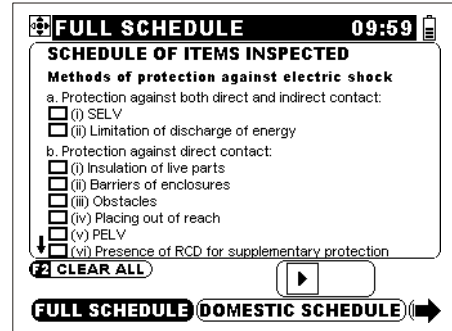 FULL SCHEDULE 09:59
SCHEDULE OF ITEMS INSPECTED
Methods of protection against electric shock
a. Protection against both direct and indirect contact:
(i) SELV
(ii) Limitation of discharge of energy
b. Protection against direct contact:
(i) Insulation of live parts
(ii) Barriers of enclosures
(iii) Obstacles
(iv) Placing out of reach
(v) PELV
(vi) Presence of RCD for supplementary protection
F2 CLEAR ALL
FULL SCHEDULE DOMESTIC SCHEDULE